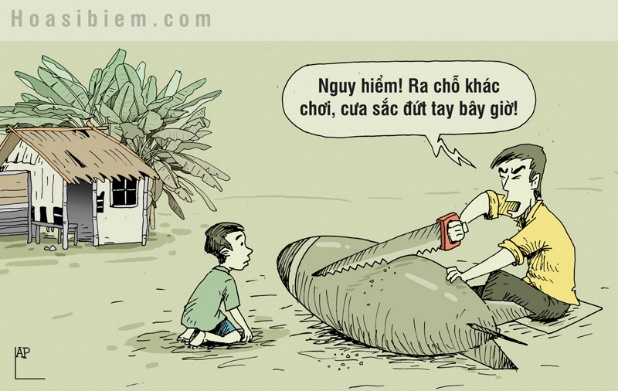 Hoasibiem.com
Nguy hiểm! Ra chỗ khác
chơi, cưa sắc đứt tay bây giờ!
AP